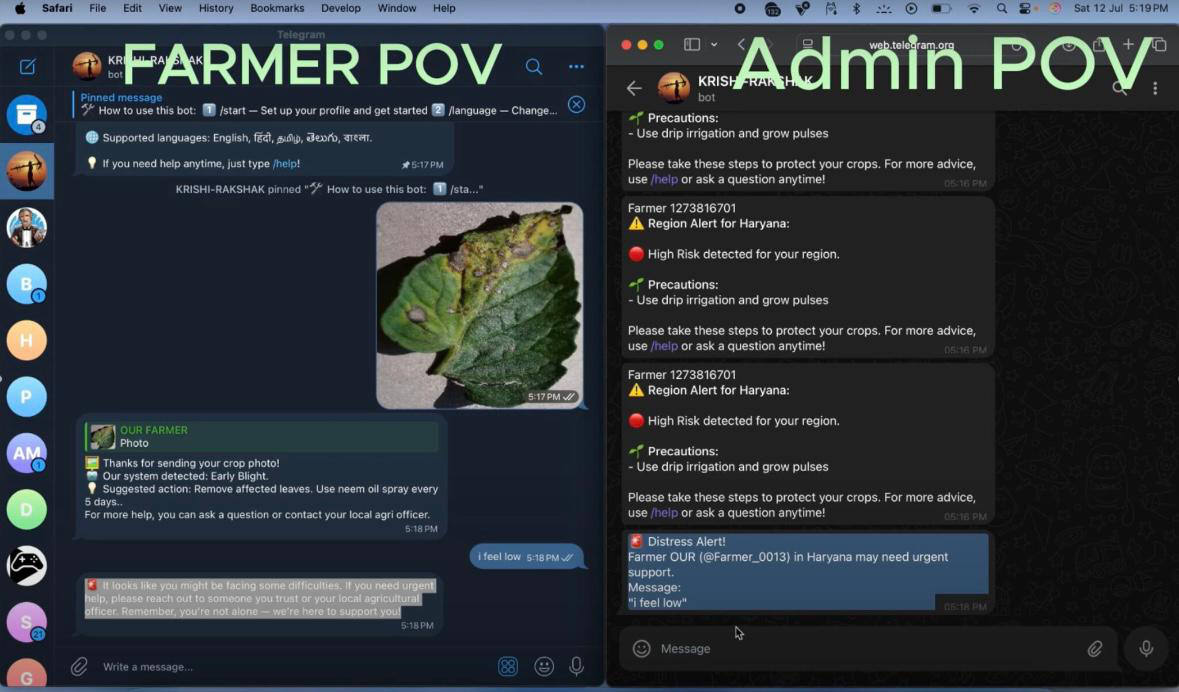 Safari File Edit View History Bookmarks Develop Window Help
132
Sat 12 Jul 5:19 PM
Telegram
FARMER POV
KRISHI-RAKSHAK
bot
Pinned message
🛠 How to use this bot: 1️⃣ /start — Set up your profile and get started 2️⃣ /language — Change...
🌐 Supported languages: English, हिंदी, தமிழ், తెలుగు, বাংলা.
💡 If you need help anytime, just type /help!
5:17 PM
KRISHI-RAKSHAK pinned "🛠 How to use this bot: 1️⃣ /sta..."
5:17 PM
OUR FARMER
Photo
🖼 Thanks for sending your crop photo!
Our system detected: Early Blight.
💡 Suggested action: Remove affected leaves. Use neem oil spray every
5 days..
For more help, you can ask a question or contact your local agri officer.
5:18 PM
i feel low 5:18 PM
🚨 It looks like you might be facing some difficulties. If you need urgent
help, please reach out to someone you trust or your local agricultural
officer. Remember, you're not alone — we're here to support you!
5:18 PM
Write a message...
4
B
1
H
P
AM
1
D
S
21
G
web.telegram.org
Admin POV
KRISHI-RAKSHAK
bot
🌱 Precautions:
- Use drip irrigation and grow pulses
Please take these steps to protect your crops. For more advice,
use /help or ask a question anytime!
05:16 PM
Farmer 1273816701
⚠️ Region Alert for Haryana:
🔴 High Risk detected for your region.
🌱 Precautions:
- Use drip irrigation and grow pulses
Please take these steps to protect your crops. For more advice,
use /help or ask a question anytime!
05:16 PM
Farmer 1273816701
⚠️ Region Alert for Haryana:
🔴 High Risk detected for your region.
🌱 Precautions:
- Use drip irrigation and grow pulses
Please take these steps to protect your crops. For more advice,
use /help or ask a question anytime!
05:16 PM
🚨 Distress Alert!
Farmer OUR (@Farmer_0013) in Haryana may need urgent
support.
Message:
"i feel low"
05:18 PM
Message